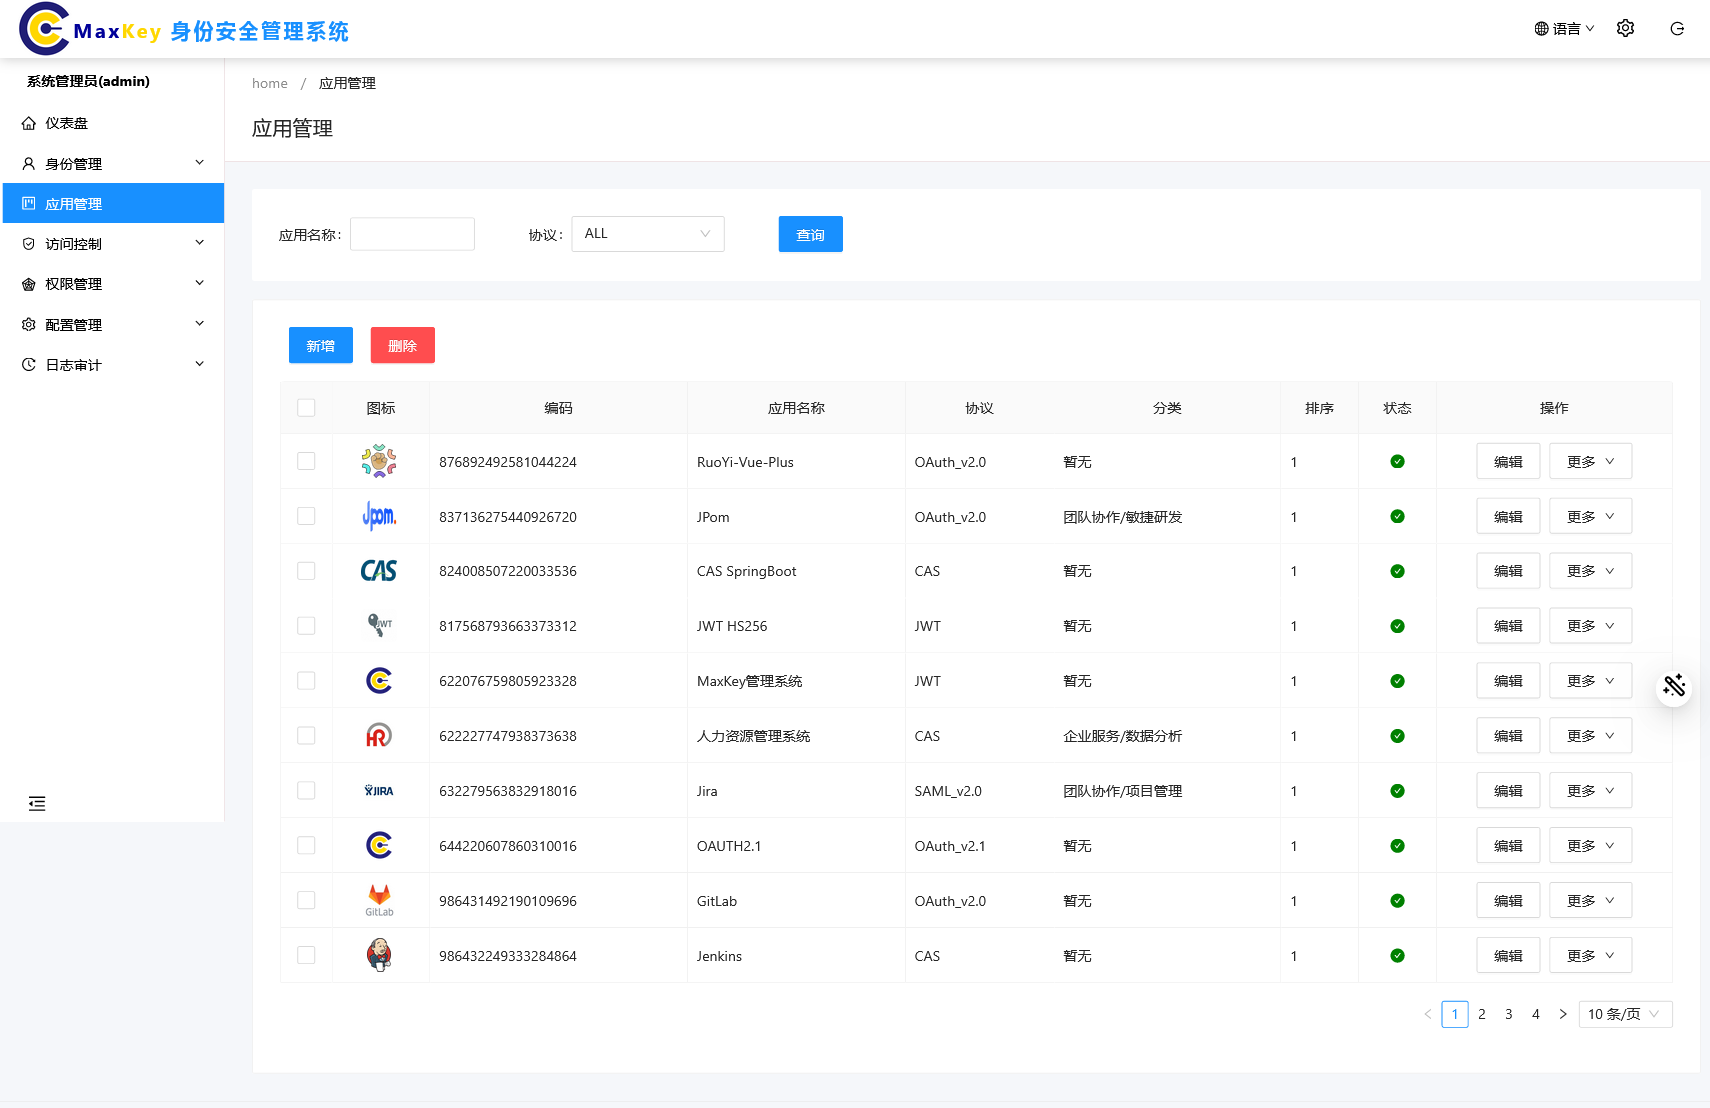 MaxKey 身份安全管理系统
语言
系统管理员(admin)
仪表盘
身份管理
应用管理
访问控制
权限管理
配置管理
日志审计
home / 应用管理
应用管理
应用名称:
协议: ALL 查询
新增 删除
图标 编码 应用名称 协议 分类 排序 状态 操作
876892492581044224 RuoYi-Vue-Plus OAuth_v2.0 暂无 1 编辑 更多
Jpom. 837136275440926720 JPom OAuth_v2.0 团队协作/敏捷研发 1 编辑 更多
CAS 824008507220033536 CAS SpringBoot CAS 暂无 1 编辑 更多
JWT 817568793663373312 JWT HS256 JWT 暂无 1 编辑 更多
622076759805923328 MaxKey管理系统 JWT 暂无 1 编辑 更多
HR 622227747938373638 人力资源管理系统 CAS 企业服务/数据分析 1 编辑 更多
JIRA 632279563832918016 Jira SAML_v2.0 团队协作/项目管理 1 编辑 更多
644220607860310016 OAUTH2.1 OAuth_v2.1 暂无 1 编辑 更多
GitLab 986431492190109696 GitLab OAuth_v2.0 暂无 1 编辑 更多
986432249333284864 Jenkins CAS 暂无 1 编辑 更多
1 2 3 4 10 条/页